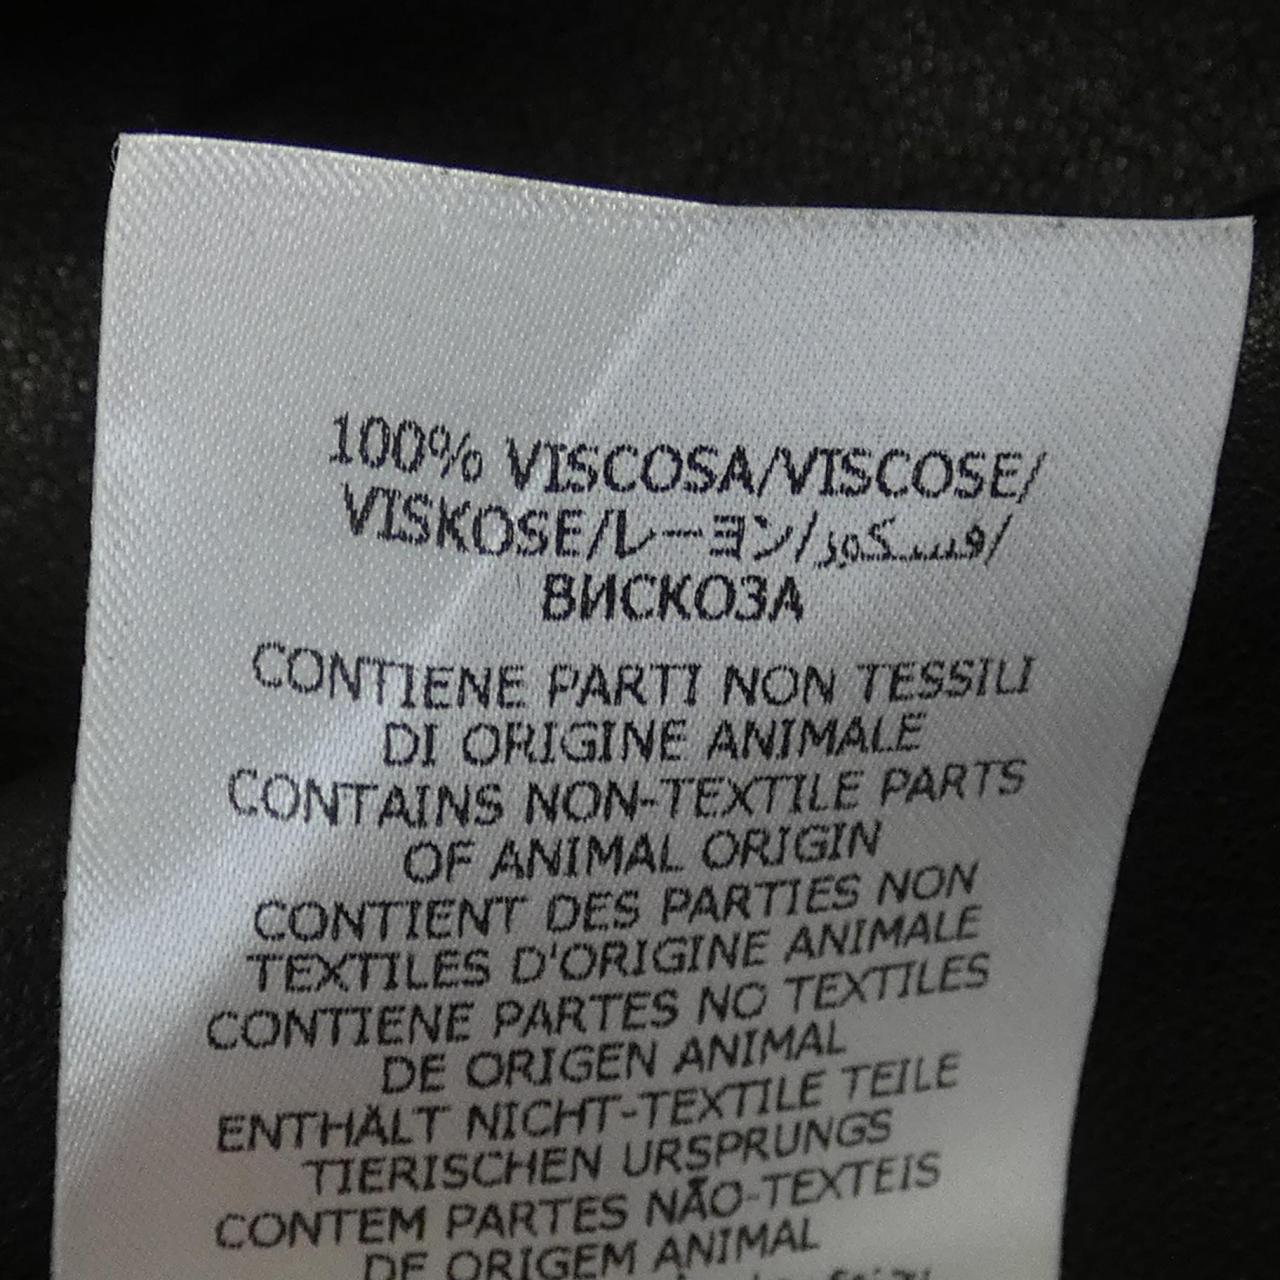 100% VISCOSA/VISCOSE/
VISKOSE/レーヨン/فسكوز/
ВИСКОЗА
CONTIENE PARTI NON TESSILI
DI ORIGINE ANIMALE
CONTAINS NON-TEXTILE PARTS
OF ANIMAL ORIGIN
CONTIENT DES PARTIES NON
TEXTILES D'ORIGINE ANIMALE
CONTIENE PARTES NO TEXTILES
DE ORIGEN ANIMAL
ENTHÄLT NICHT-TEXTILE TEILE
TIERISCHEN URSPRUNGS
CONTEM PARTES NÃO-TEXTEIS
DE ORIGEM ANIMAL